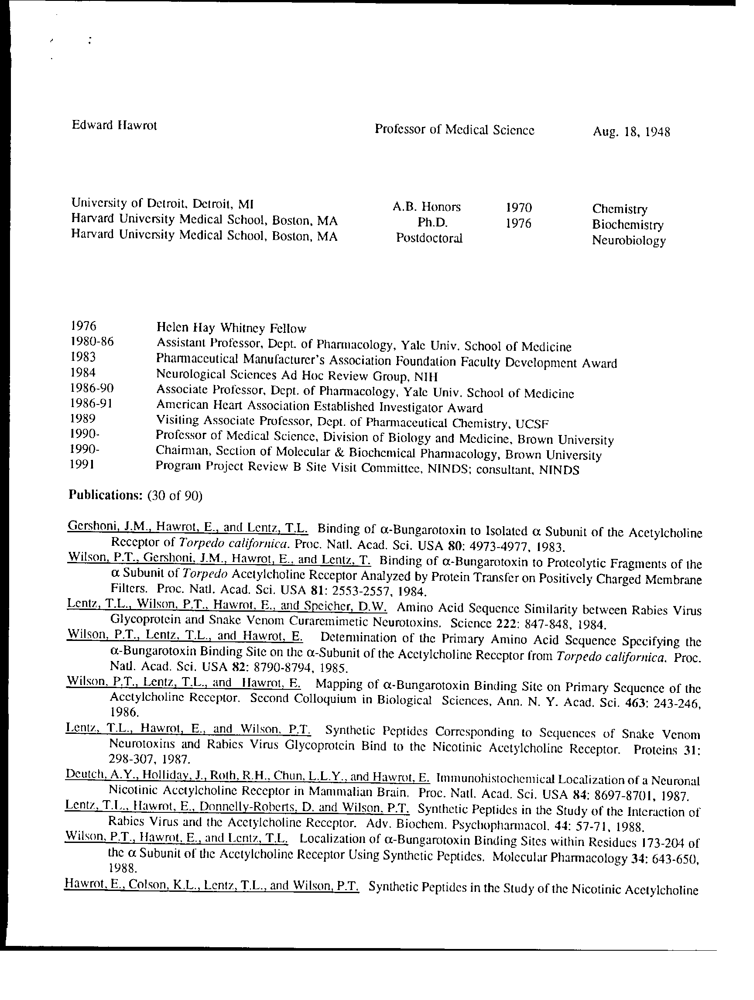 Edward Hawrot Professor of Medical Science Aug. 18, 1948
University of Detroit, Detroit, MI A.B. Honors 1970 Chemistry
Harvard University Medical School, Boston, MA Ph.D. 1976 Biochemistry
Harvard University Medical School, Boston, MA Postdoctoral Neurobiology
1976 Helen Hay Whitney Fellow
1980-86 Assistant Professor, Dept. of Pharmacology, Yale Univ. School of Medicine
1983 Pharmaceutical Manufacturer's Association Foundation Faculty Development Award
1984 Neurological Sciences Ad Hoc Review Group, NIH
1986-90 Associate Professor, Dept. of Pharmacology, Yale Univ. School of Medicine
1986-91 American Heart Association Established Investigator Award
1989 Visiting Associate Professor, Dept. of Pharmaceutical Chemistry, UCSF
1990- Professor of Medical Science, Division of Biology and Medicine, Brown University
1990- Chairman, Section of Molecular & Biochemical Pharmacology, Brown University
1991 Program Project Review B Site Visit Committee, NINDS; consultant, NINDS
Publications: (30 of 90)
Gershoni, J.M., Hawrot, E., and Lentz, T.L. Binding of α-Bungarotoxin to Isolated α Subunit of the Acetylcholine
Receptor of Torpedo californica. Proc. Natl. Acad. Sci. USA 80: 4973-4977, 1983.
Wilson, P.T., Gershoni, J.M., Hawrot, E., and Lentz, T. Binding of α-Bungarotoxin to Proteolytic Fragments of the
α Subunit of Torpedo Acetylcholine Receptor Analyzed by Protein Transfer on Positively Charged Membrane
Filters. Proc. Natl. Acad. Sci. USA 81: 2553-2557, 1984.
Lentz, T.L., Wilson, P.T., Hawrot, E., and Speicher, D.W. Amino Acid Sequence Similarity between Rabies Virus
Glycoprotein and Snake Venom Curaremimetic Neurotoxins. Science 222: 847-848, 1984.
Wilson, P.T., Lentz, T.L., and Hawrot, E. Determination of the Primary Amino Acid Sequence Specifying the
α-Bungarotoxin Binding Site on the α-Subunit of the Acetylcholine Receptor from Torpedo californica. Proc.
Natl. Acad. Sci. USA 82: 8790-8794, 1985.
Wilson, P.T., Lentz, T.L., and Hawrot, E. Mapping of α-Bungarotoxin Binding Site on Primary Sequence of the
Acetylcholine Receptor. Second Colloquium in Biological Sciences, Ann. N. Y. Acad. Sci. 463: 243-246,
1986.
Lentz, T.L., Hawrot, E., and Wilson, P.T. Synthetic Peptides Corresponding to Sequences of Snake Venom
Neurotoxins and Rabies Virus Glycoprotein Bind to the Nicotinic Acetylcholine Receptor. Proteins 31:
298-307, 1987.
Deutch, A.Y., Holliday, J., Roth, R.H., Chun, L.L.Y., and Hawrot, E. Immunohistochemical Localization of a Neuronal
Nicotinic Acetylcholine Receptor in Mammalian Brain. Proc. Natl. Acad. Sci. USA 84: 8697-8701, 1987.
Lentz, T.L., Hawrot, E., Donnelly-Roberts, D. and Wilson, P.T. Synthetic Peptides in the Study of the Interaction of
Rabies Virus and the Acetylcholine Receptor. Adv. Biochem. Psychopharmacol. 44: 57-71, 1988.
Wilson, P.T., Hawrot, E., and Lentz, T.L. Localization of α-Bungarotoxin Binding Sites within Residues 173-204 of
the α Subunit of the Acetylcholine Receptor Using Synthetic Peptides. Molecular Pharmacology 34: 643-650,
1988.
Hawrot, E., Colson, K.L., Lentz, T.L., and Wilson, P.T. Synthetic Peptides in the Study of the Nicotinic Acetylcholine